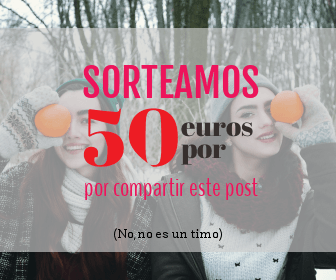 SORTEAMOS
50 euros
por
por compartir este post
(No, no es un timo)